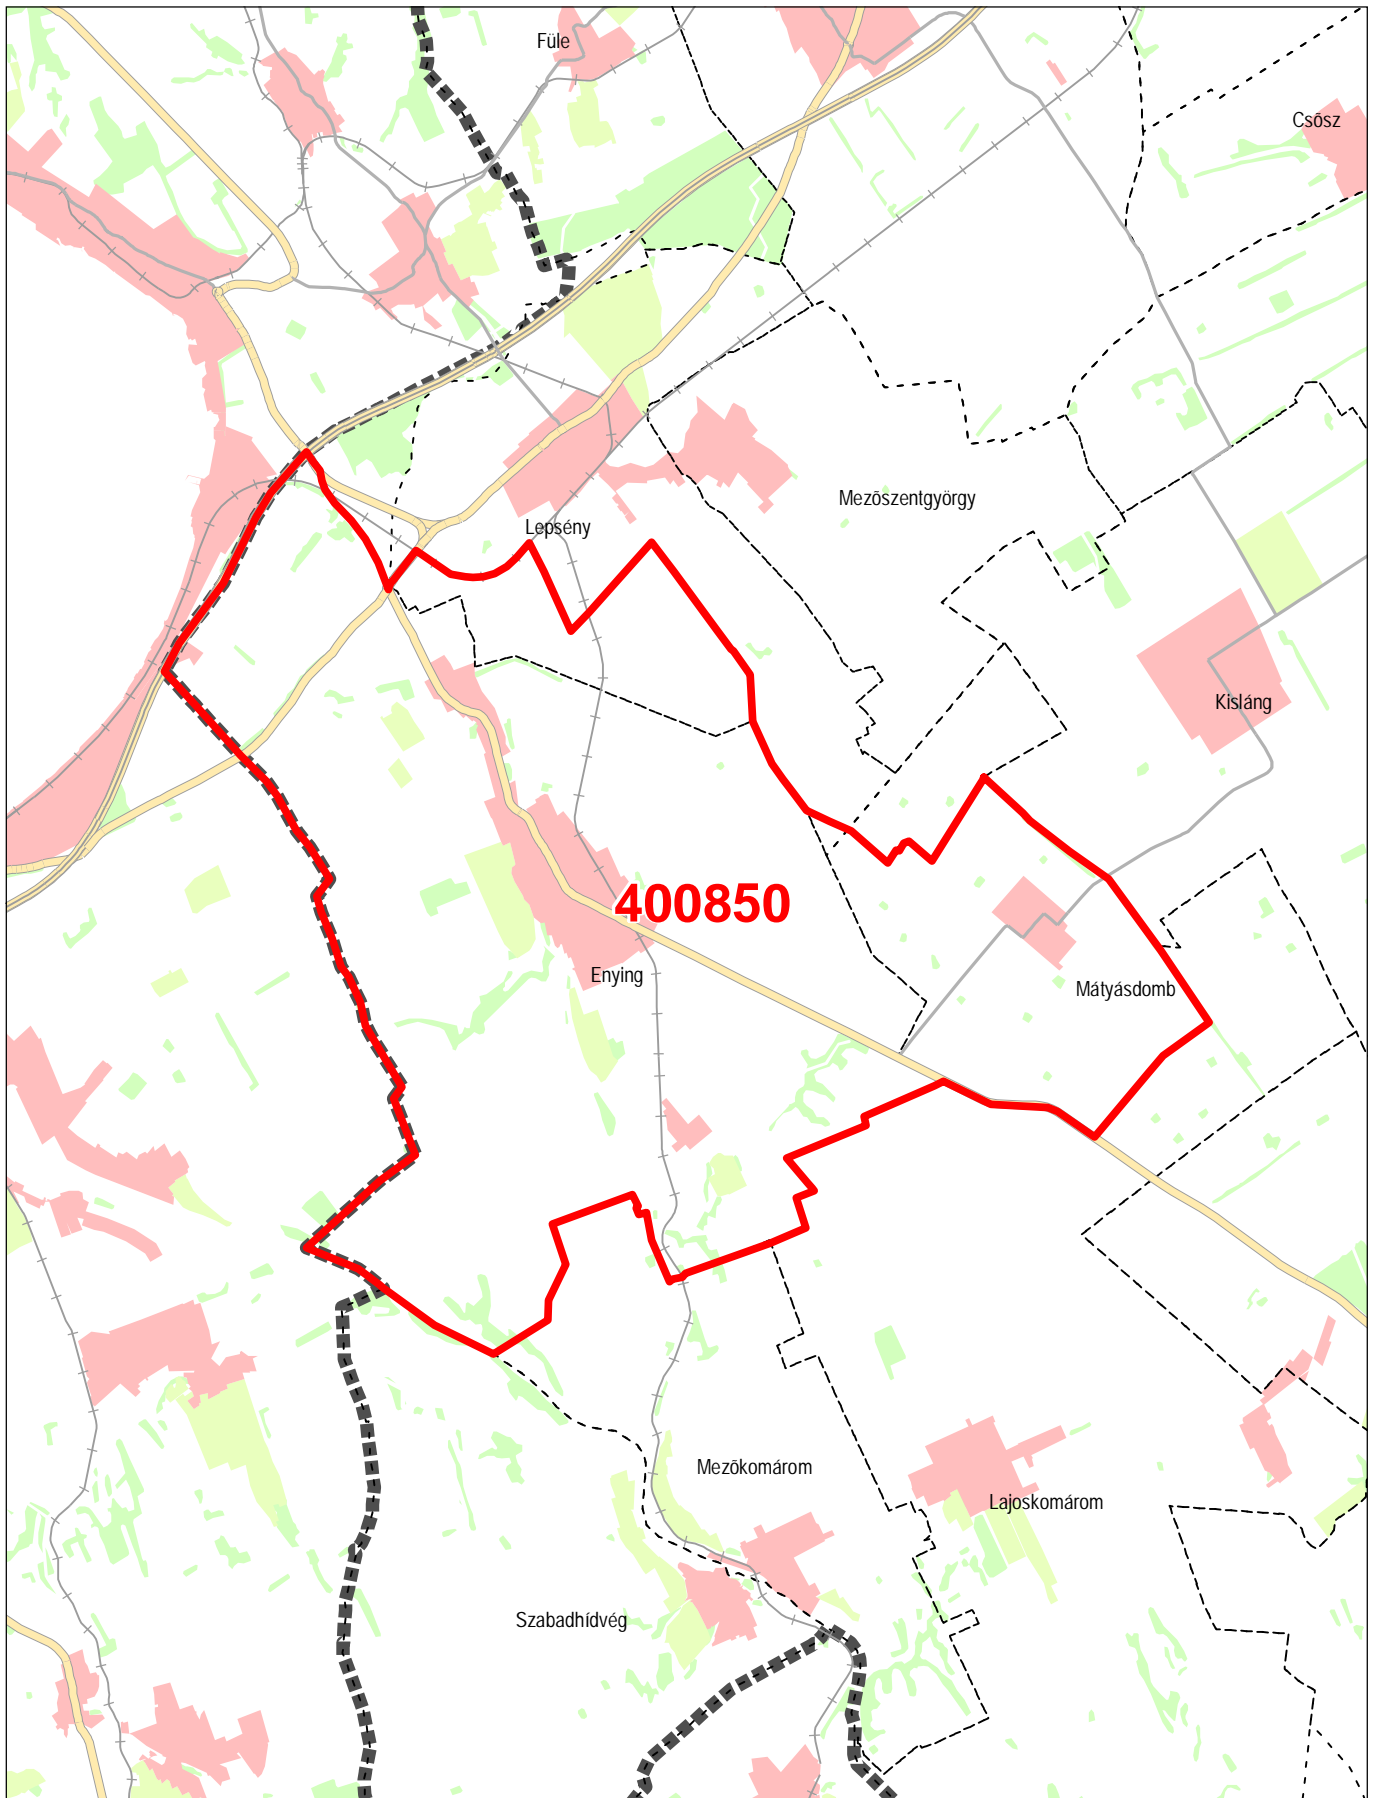 Füle
Csősz
Mezőszentgyörgy
Lepsény
Kisláng
400850
Enying
Mátyásdomb
Mezőkomárom
Lajoskomárom
Szabadhídvég